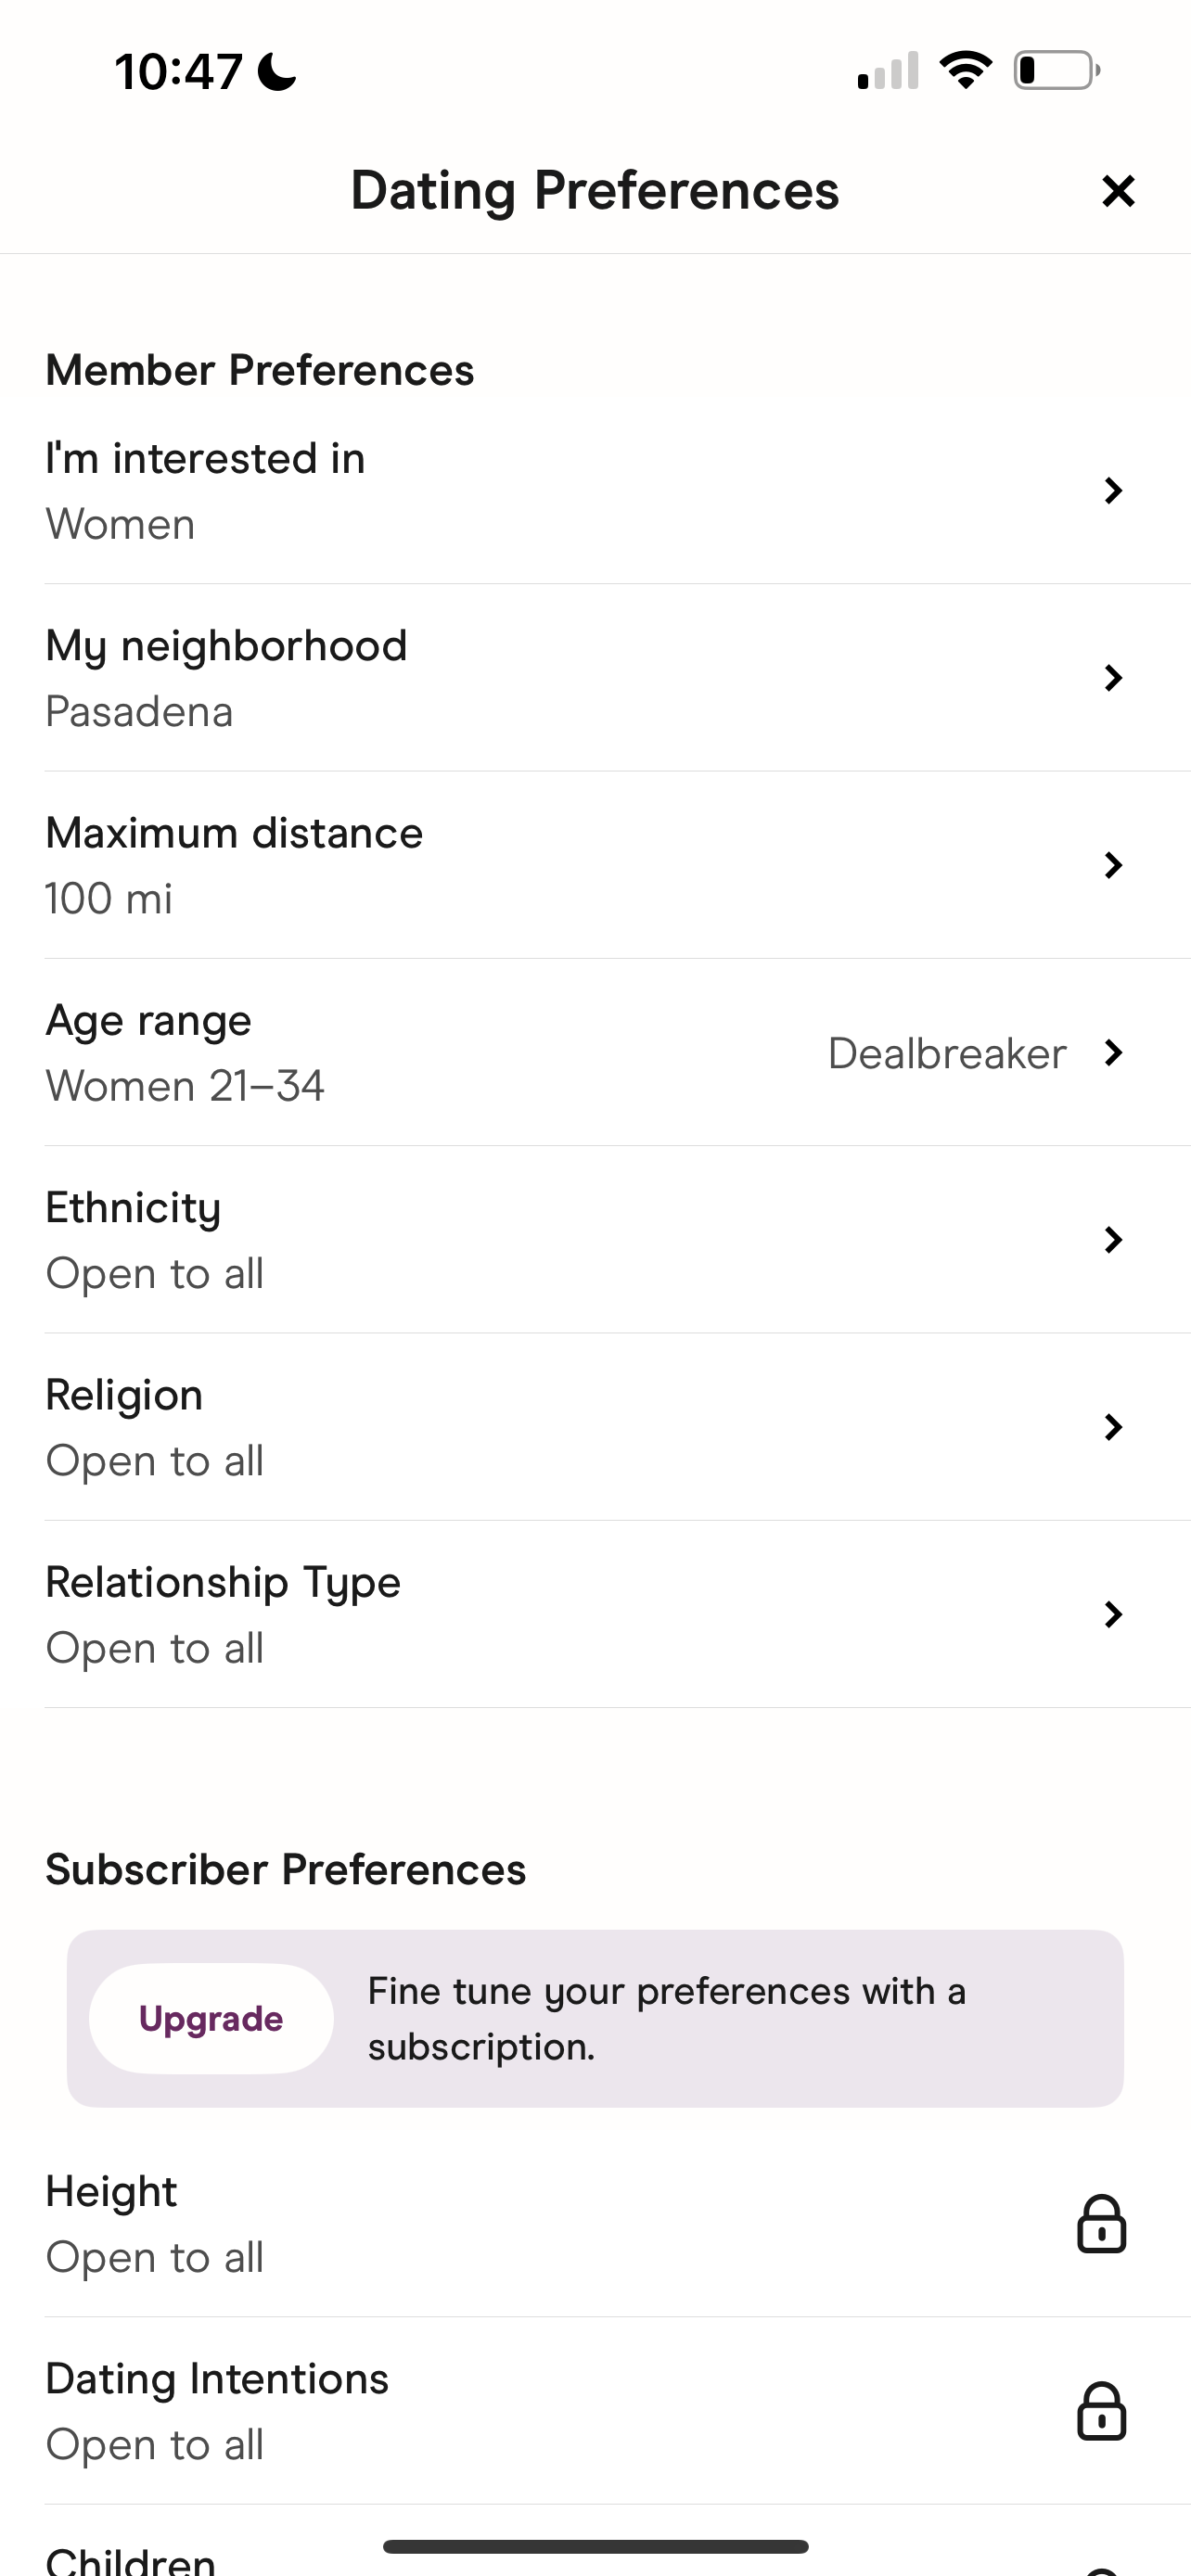 10:47
Dating Preferences
Member Preferences
I'm interested in
Women
My neighborhood
Pasadena
Maximum distance
100 mi
Age range
Women 21–34
Dealbreaker
Ethnicity
Open to all
Religion
Open to all
Relationship Type
Open to all
Subscriber Preferences
Upgrade
Fine tune your preferences with a
subscription.
Height
Open to all
Dating Intentions
Open to all
Children